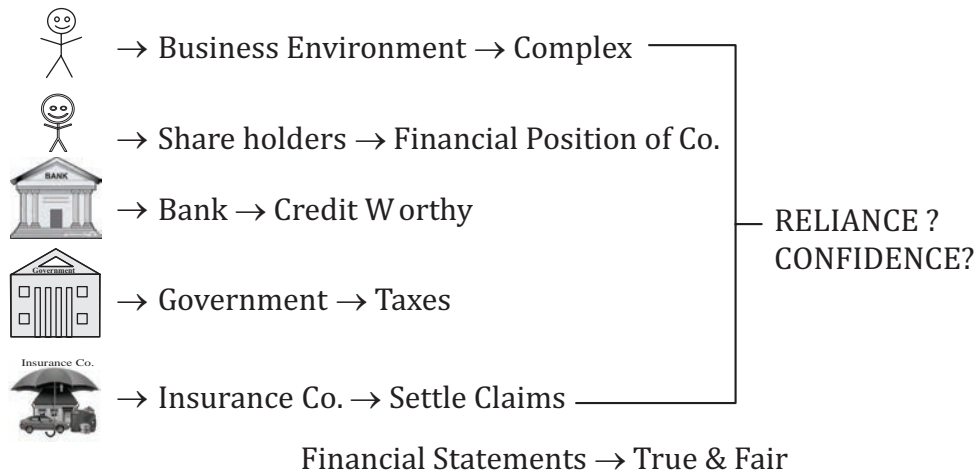 → Business Environment → Complex
→ Share holders → Financial Position of Co.
BANK
→ Bank → Credit Worthy
RELIANCE ?
CONFIDENCE?
Government
→ Government → Taxes
Insurance Co.
→ Insurance Co. → Settle Claims
Financial Statements → True & Fair